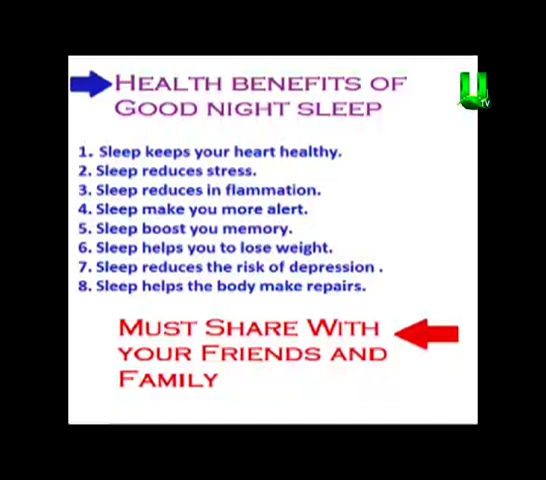 HEALTH BENEFITS OF
GOOD NIGHT SLEEP
U
TV
1. Sleep keeps your heart healthy.
2. Sleep reduces stress.
3. Sleep reduces in flammation.
4. Sleep make you more alert.
5. Sleep boost you memory.
6. Sleep helps you to lose weight.
7. Sleep reduces the risk of depression .
8. Sleep helps the body make repairs.
MUST SHARE WITH
YOUR FRIENDS AND
FAMILY